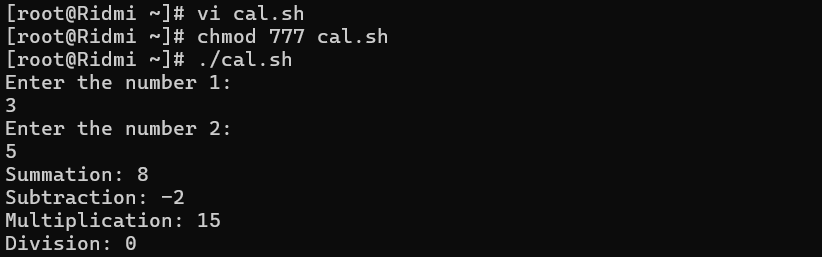 [root@Ridmi ~]# vi cal.sh
[root@Ridmi ~]# chmod 777 cal.sh
[root@Ridmi ~]# ./cal.sh
Enter the number 1:
3
Enter the number 2:
5
Summation: 8
Subtraction: -2
Multiplication: 15
Division: 0